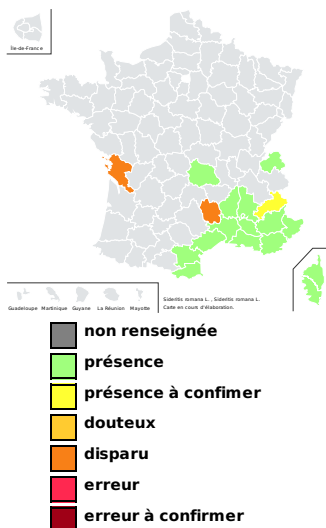 Île-de-France
Guadeloupe Martinique Guyane La Réunion Mayotte
Sideritis romana L. , Sideritis romana L.
Carte en cours d'élaboration.
non renseignée
présence
présence à confimer
douteux
disparu
erreur
erreur à confirmer